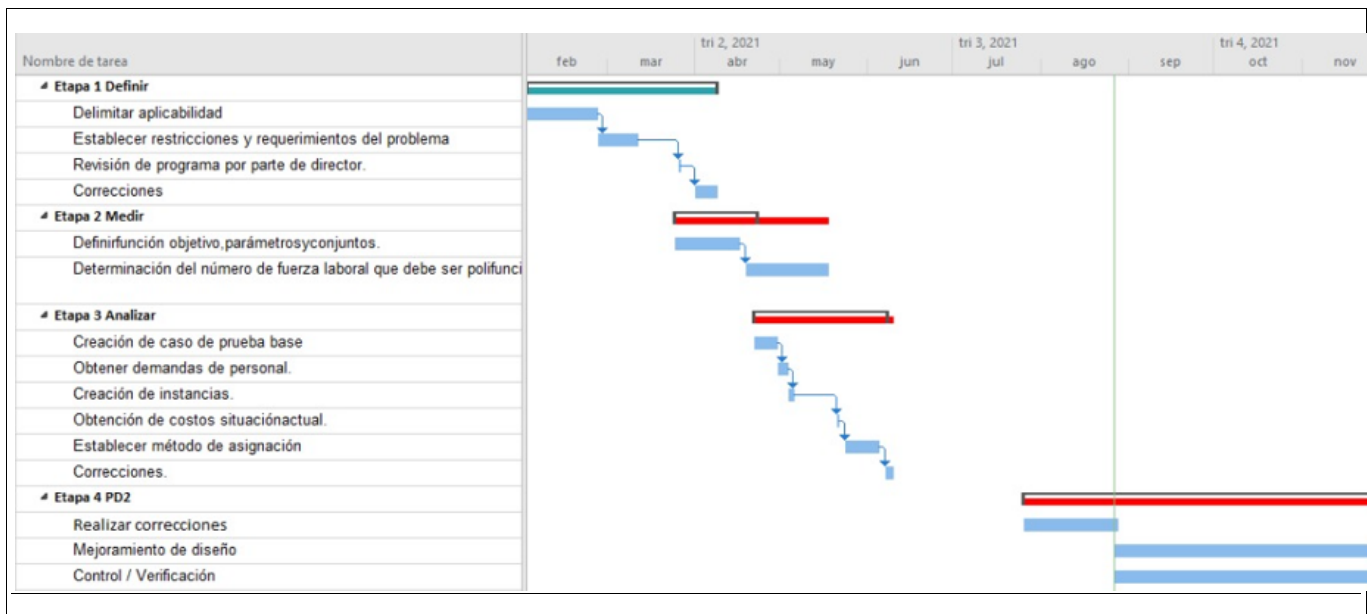 tri 2, 2021 tri 3, 2021 tri 4, 2021
Nombre de tarea feb mar abr may jun jul ago sep oct nov
Etapa 1 Definir
Delimitar aplicabilidad
Establecer restricciones y requerimientos del problema
Revisión de programa por parte de director.
Correcciones
Etapa 2 Medir
Definirfunción objetivo,parámetrosyconjuntos.
Determinación del número de fuerza laboral que debe ser polifunci
Etapa 3 Analizar
Creación de caso de prueba base
Obtener demandas de personal.
Creación de instancias.
Obtención de costos situaciónactual.
Establecer método de asignación
Correcciones.
Etapa 4 PD2
Realizar correcciones
Mejoramiento de diseño
Control / Verificación